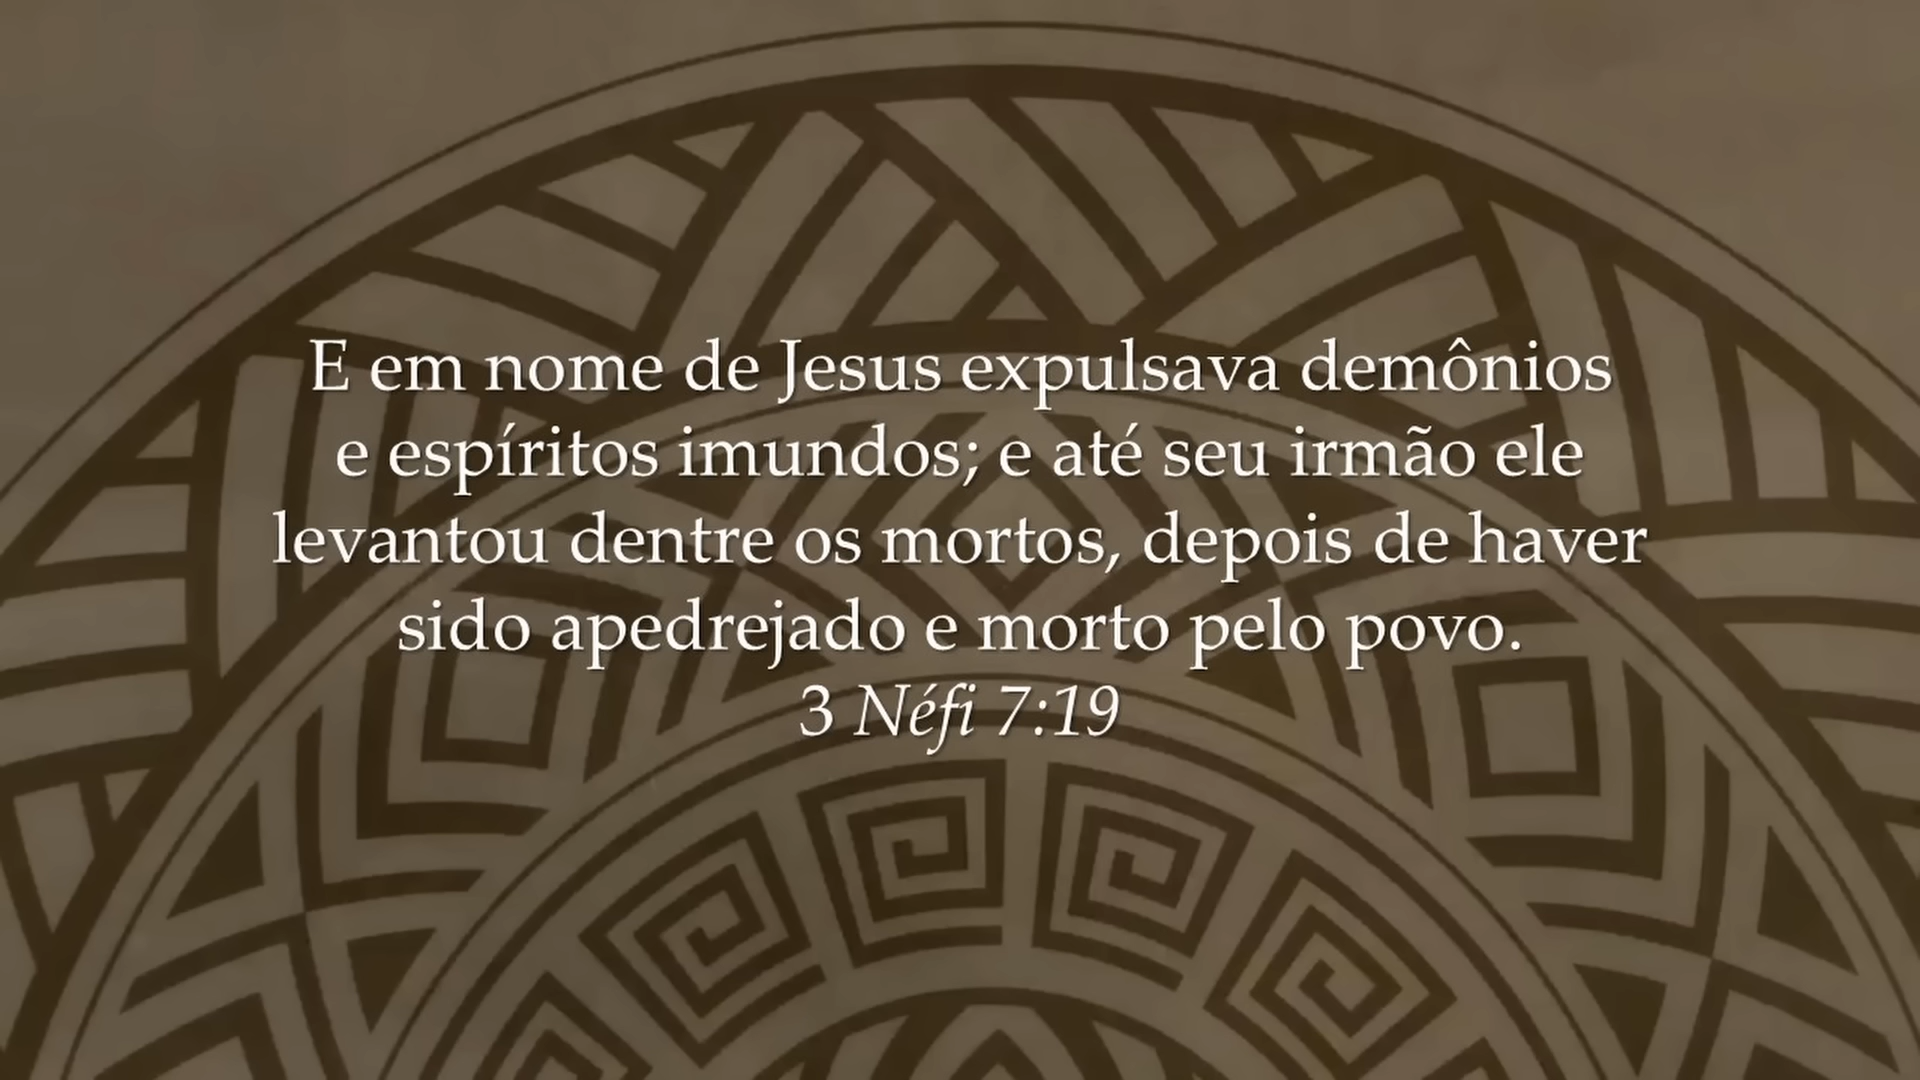 E em nome de Jesus expulsava demônios
e espíritos imundos; e até seu irmão ele
levantou dentre os mortos, depois de haver
sido apedrejado e morto pelo povo.
3 Néfi 7:19